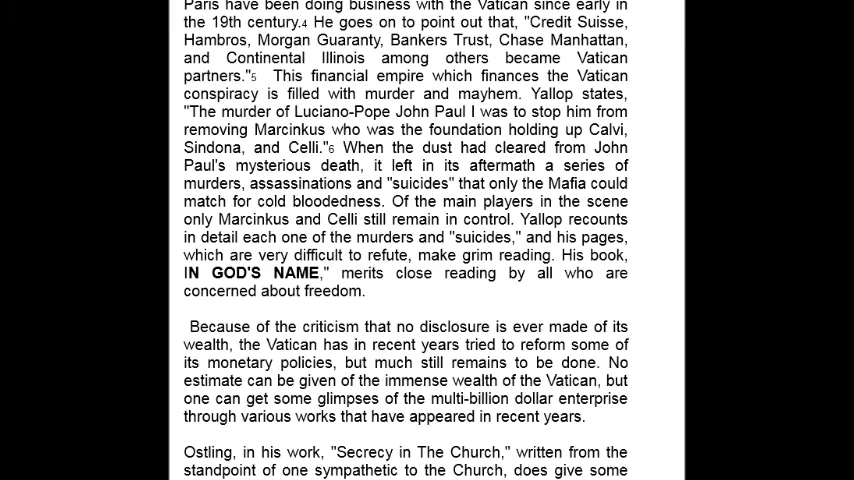 Paris have been doing business with the Vatican since early in
the 19th century.4 He goes on to point out that, "Credit Suisse,
Hambros, Morgan Guaranty, Bankers Trust, Chase Manhattan,
and Continental Illinois among others became Vatican
partners."5 This financial empire which finances the Vatican
conspiracy is filled with murder and mayhem. Yallop states,
"The murder of Luciano-Pope John Paul I was to stop him from
removing Marcinkus who was the foundation holding up Calvi,
Sindona, and Celli."6 When the dust had cleared from John
Paul's mysterious death, it left in its aftermath a series of
murders, assassinations and "suicides" that only the Mafia could
match for cold bloodedness. Of the main players in the scene
only Marcinkus and Celli still remain in control. Yallop recounts
in detail each one of the murders and "suicides," and his pages,
which are very difficult to refute, make grim reading. His book,
IN GOD'S NAME," merits close reading by all who are
concerned about freedom.
Because of the criticism that no disclosure is ever made of its
wealth, the Vatican has in recent years tried to reform some of
its monetary policies, but much still remains to be done. No
estimate can be given of the immense wealth of the Vatican, but
one can get some glimpses of the multi-billion dollar enterprise
through various works that have appeared in recent years.
Ostling, in his work, "Secrecy in The Church," written from the
standpoint of one sympathetic to the Church, does give some